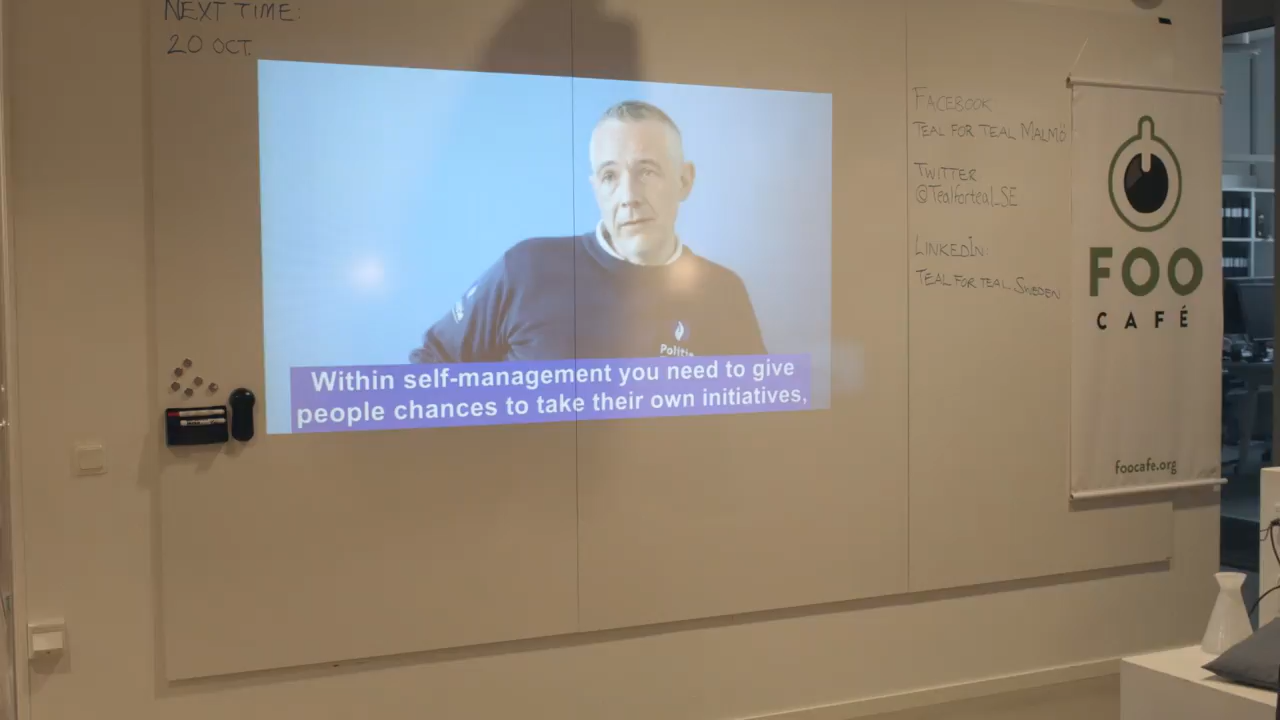 NEXT TIME:
20 OCT.
Politie
Within self-management you need to give
people chances to take their own initiatives,
FACEBOOK
TEAL FOR TEAL MALMÖ
TWITTER
@TealforTealSE
LINKEDIN:
TEAL FOR TEAL SWEDEN
FOO
CAFÉ
foocafe.org